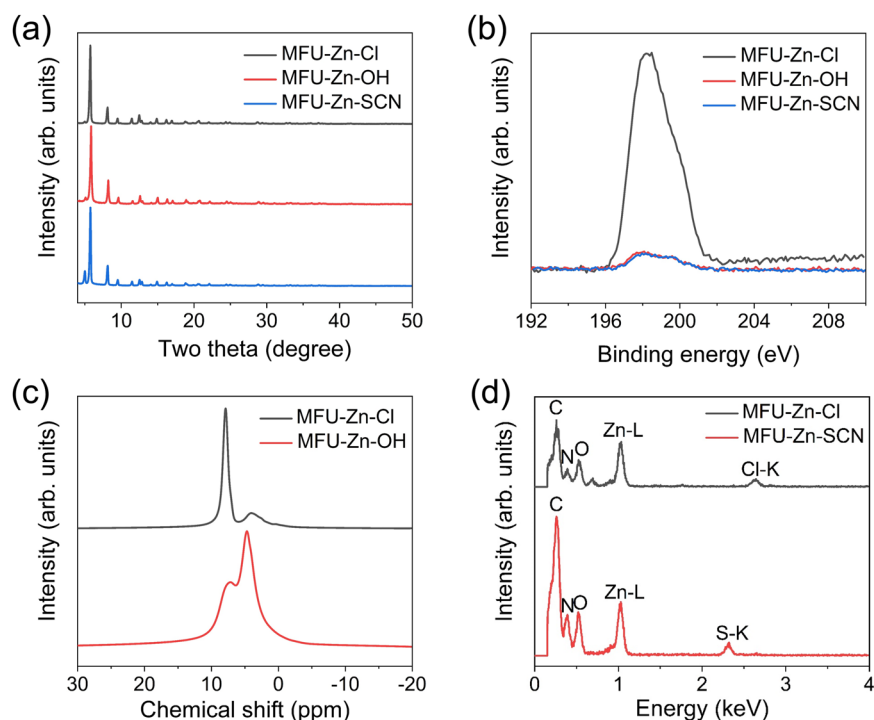 (a)
MFU-Zn-Cl
MFU-Zn-OH
MFU-Zn-SCN
Intensity (arb. units)
10 20 30 40 50
Two theta (degree)
(b)
MFU-Zn-Cl
MFU-Zn-OH
MFU-Zn-SCN
Intensity (arb. units)
192 196 200 204 208
Binding energy (eV)
(c)
MFU-Zn-Cl
MFU-Zn-OH
Intensity (arb. units)
30 20 10 0 -10 -20
Chemical shift (ppm)
(d)
MFU-Zn-Cl
MFU-Zn-SCN
C
N O
Zn-L
Cl-K
C
N O
Zn-L
S-K
Intensity (arb. units)
0 1 2 3 4
Energy (keV)